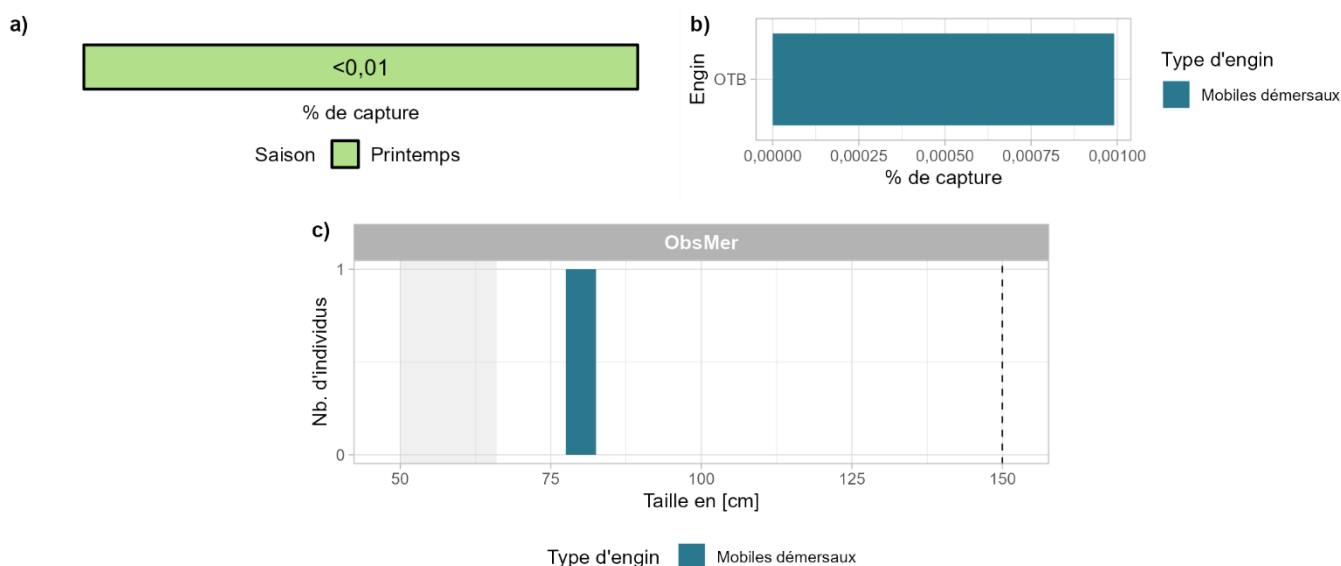 a)
<0,01
% de capture
Saison Printemps
b)
Engin
OTB
0,00000 0,00025 0,00050 0,00075 0,00100
% de capture
Type d'engin
Mobiles démersaux
c)
ObsMer
Nb. d'individus
1
0
50 75 100 125 150
Taille en [cm]
Type d'engin Mobiles démersaux